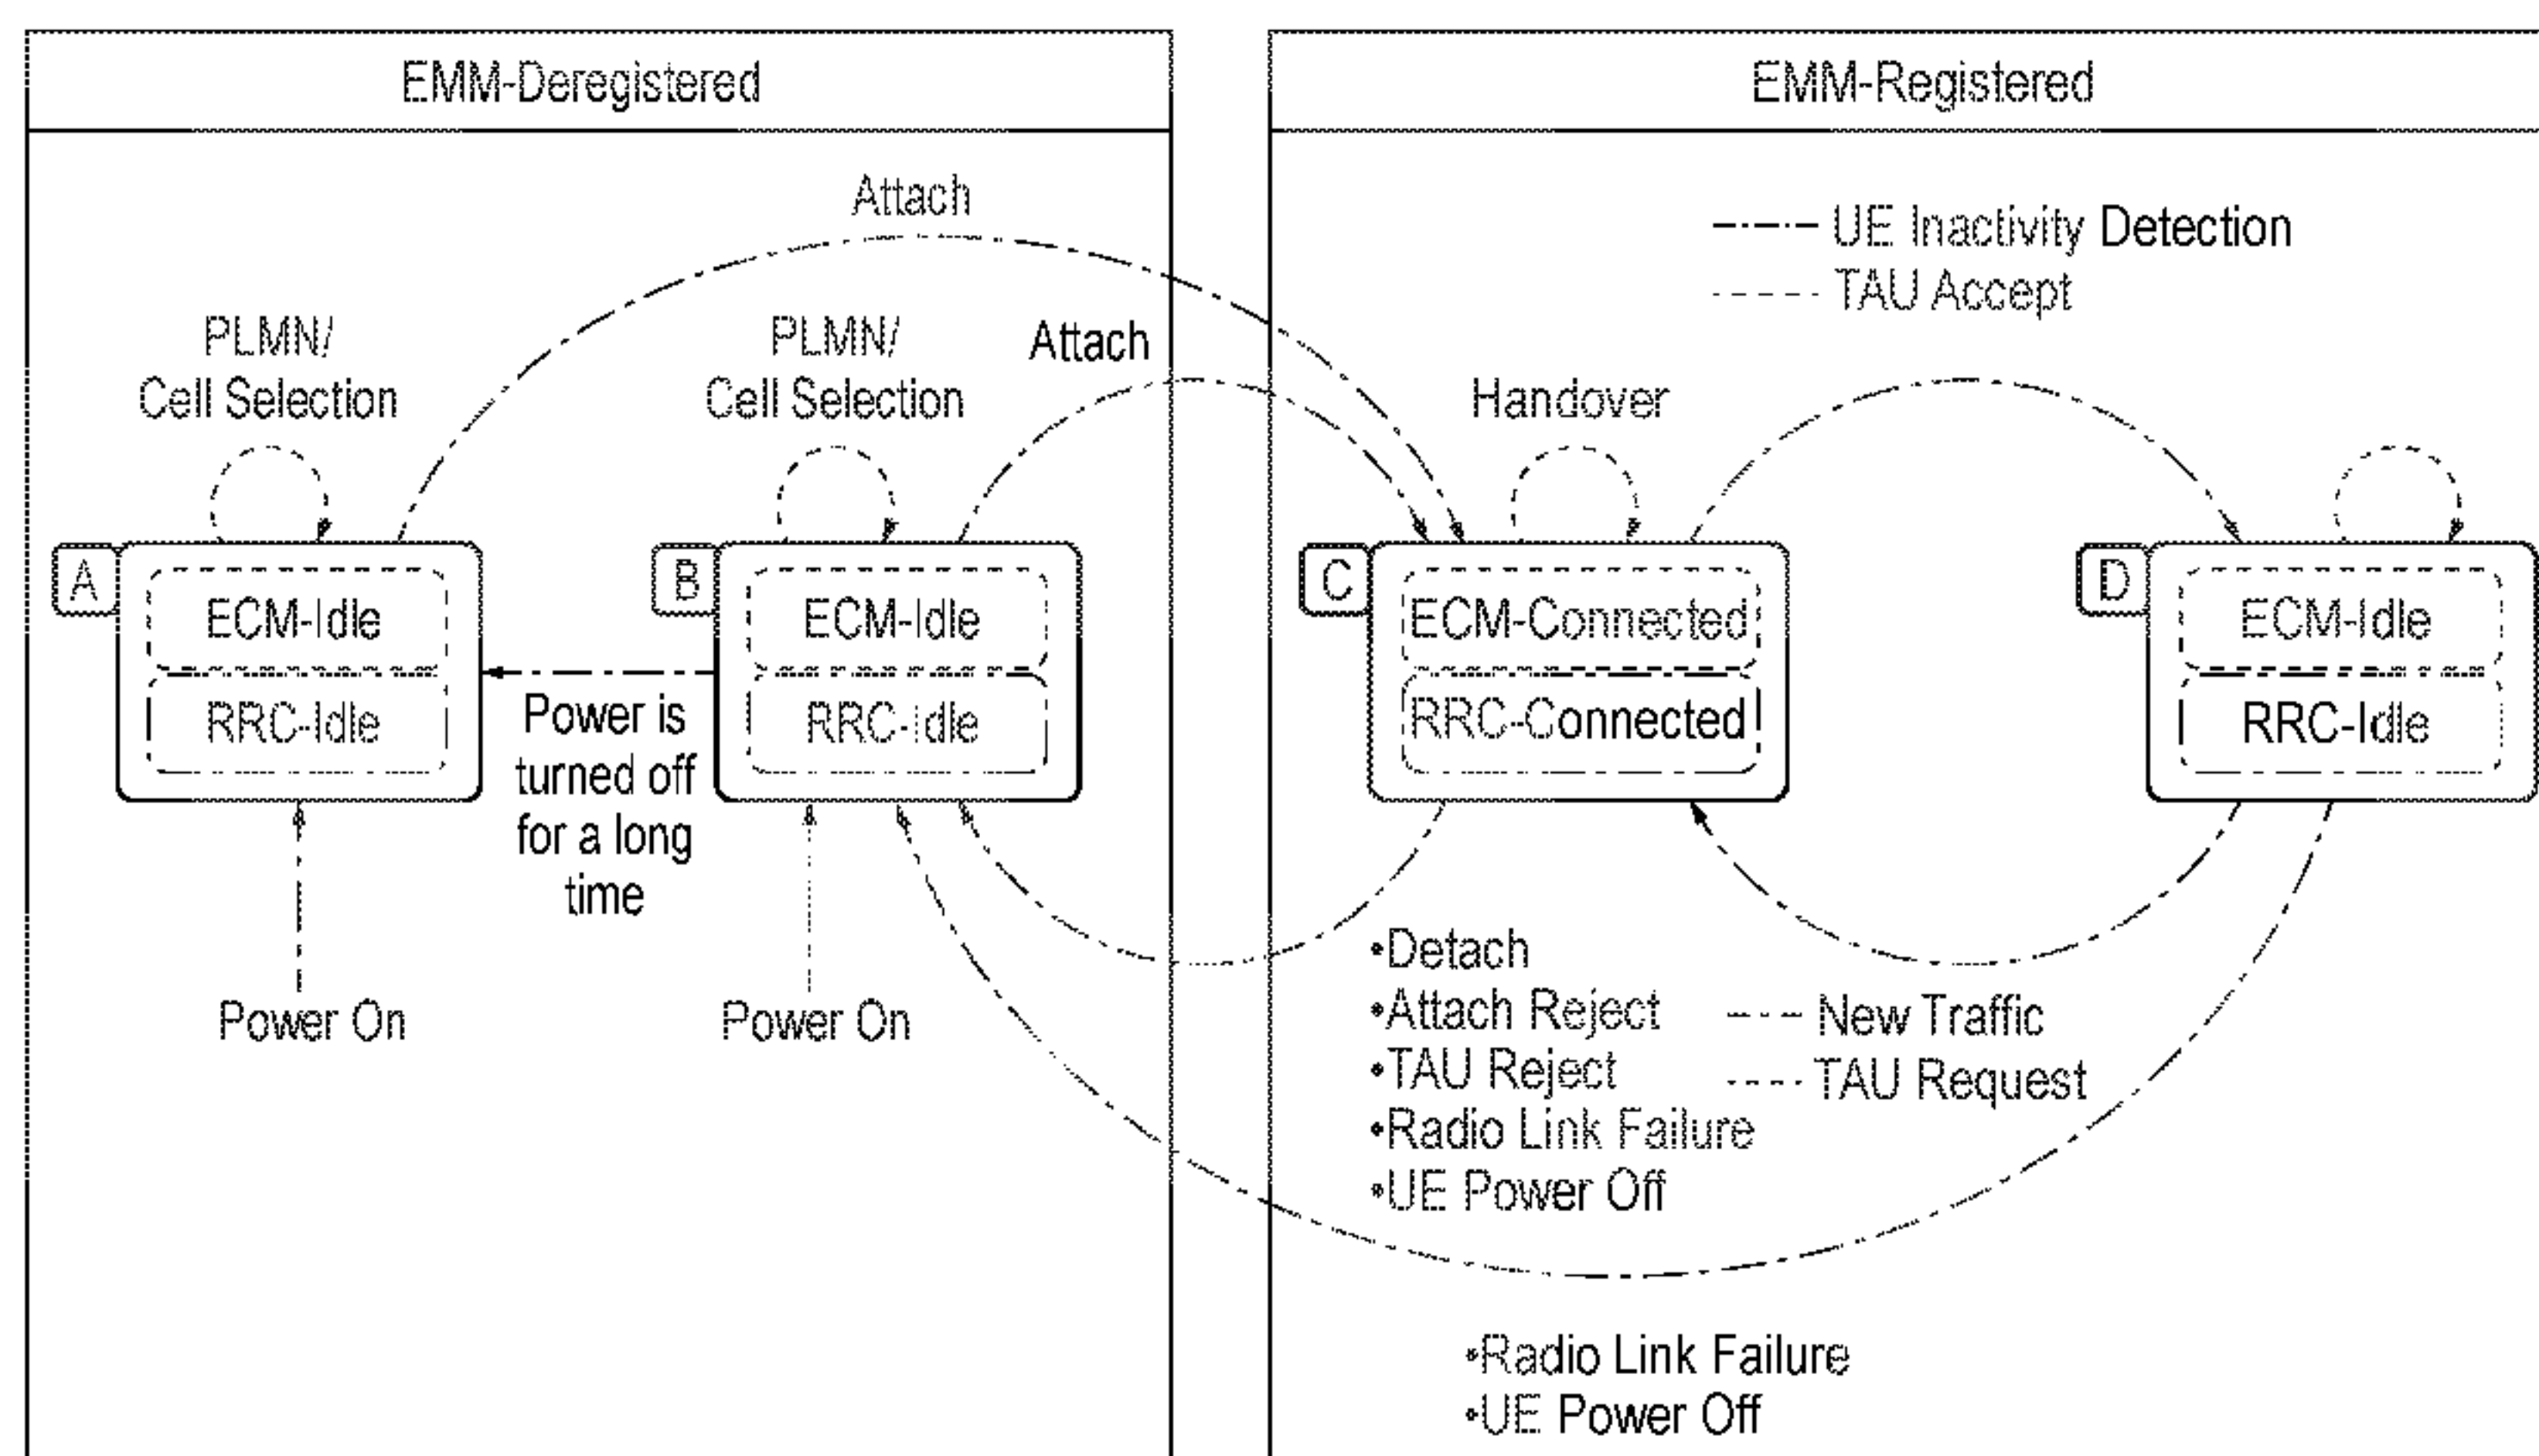 EMM-Deregistered
EMM-Registered
Attach
UE Inactivity Detection
TAU Accept
PLMN/
Cell Selection
PLMN/
Cell Selection
Attach
Handover
A
ECM-Idle
RRC-Idle
B
ECM-Idle
RRC-Idle
C
ECM-Connected
RRC-Connected
D
ECM-Idle
RRC-Idle
Power is
turned off
for a long
time
Power On
Power On
•Detach
•Attach Reject
•TAU Reject
•Radio Link Failure
•UE Power Off
New Traffic
TAU Request
•Radio Link Failure
•UE Power Off